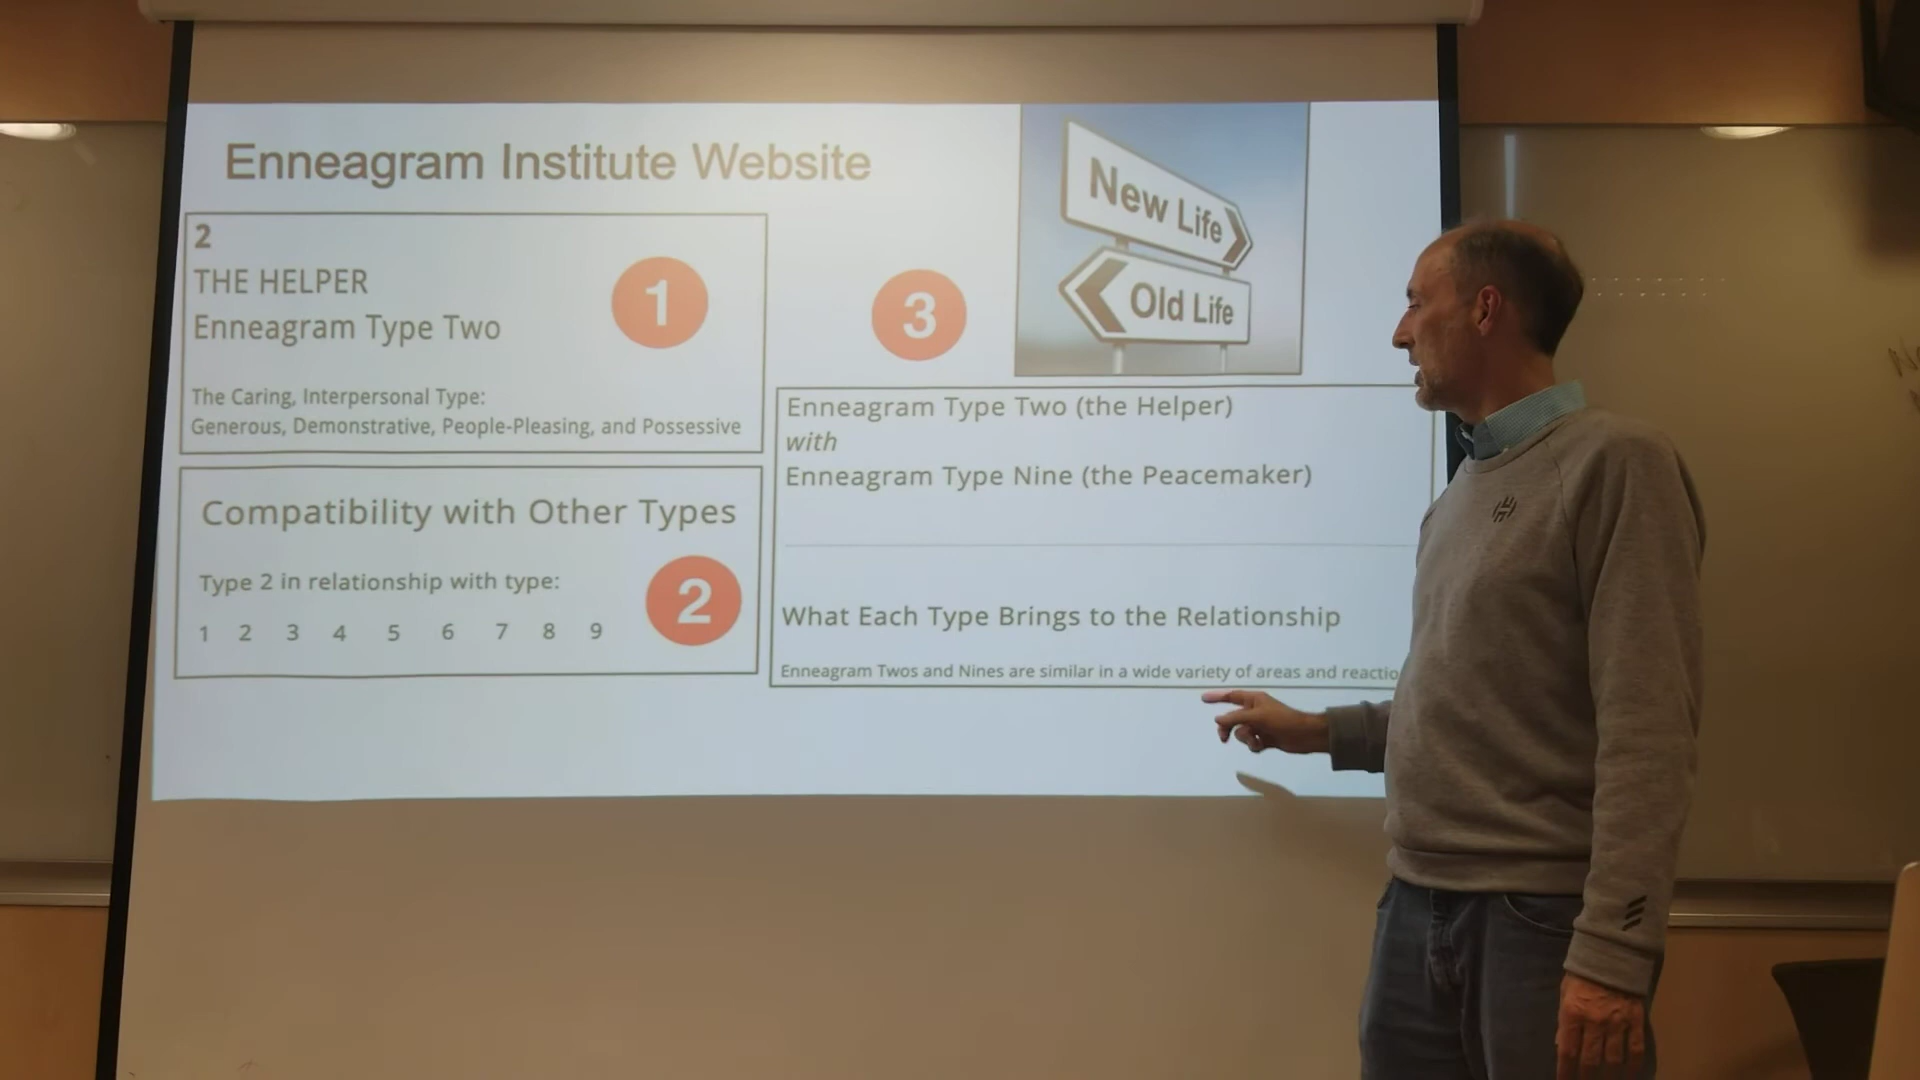 Enneagram Institute Website
2
THE HELPER
Enneagram Type Two
1
The Caring, Interpersonal Type:
Generous, Demonstrative, People-Pleasing, and Possessive
Compatibility with Other Types
Type 2 in relationship with type:
1 2 3 4 5 6 7 8 9
2
3
New Life
Old Life
Enneagram Type Two (the Helper)
with
Enneagram Type Nine (the Peacemaker)
What Each Type Brings to the Relationship
Enneagram Twos and Nines are similar in a wide variety of areas and